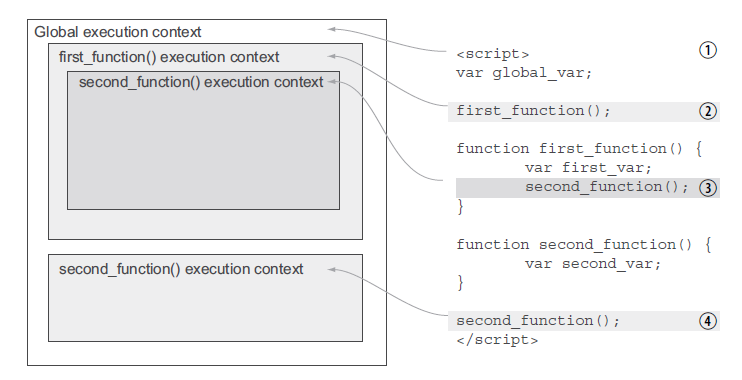 Global execution context
first_function() execution context
second_function() execution context
second_function() execution context
<script> ①
var global_var;
first_function(); ②
function first_function() {
var first_var;
second_function(); ③
}
function second_function() {
var second_var;
}
second_function(); ④
</script>